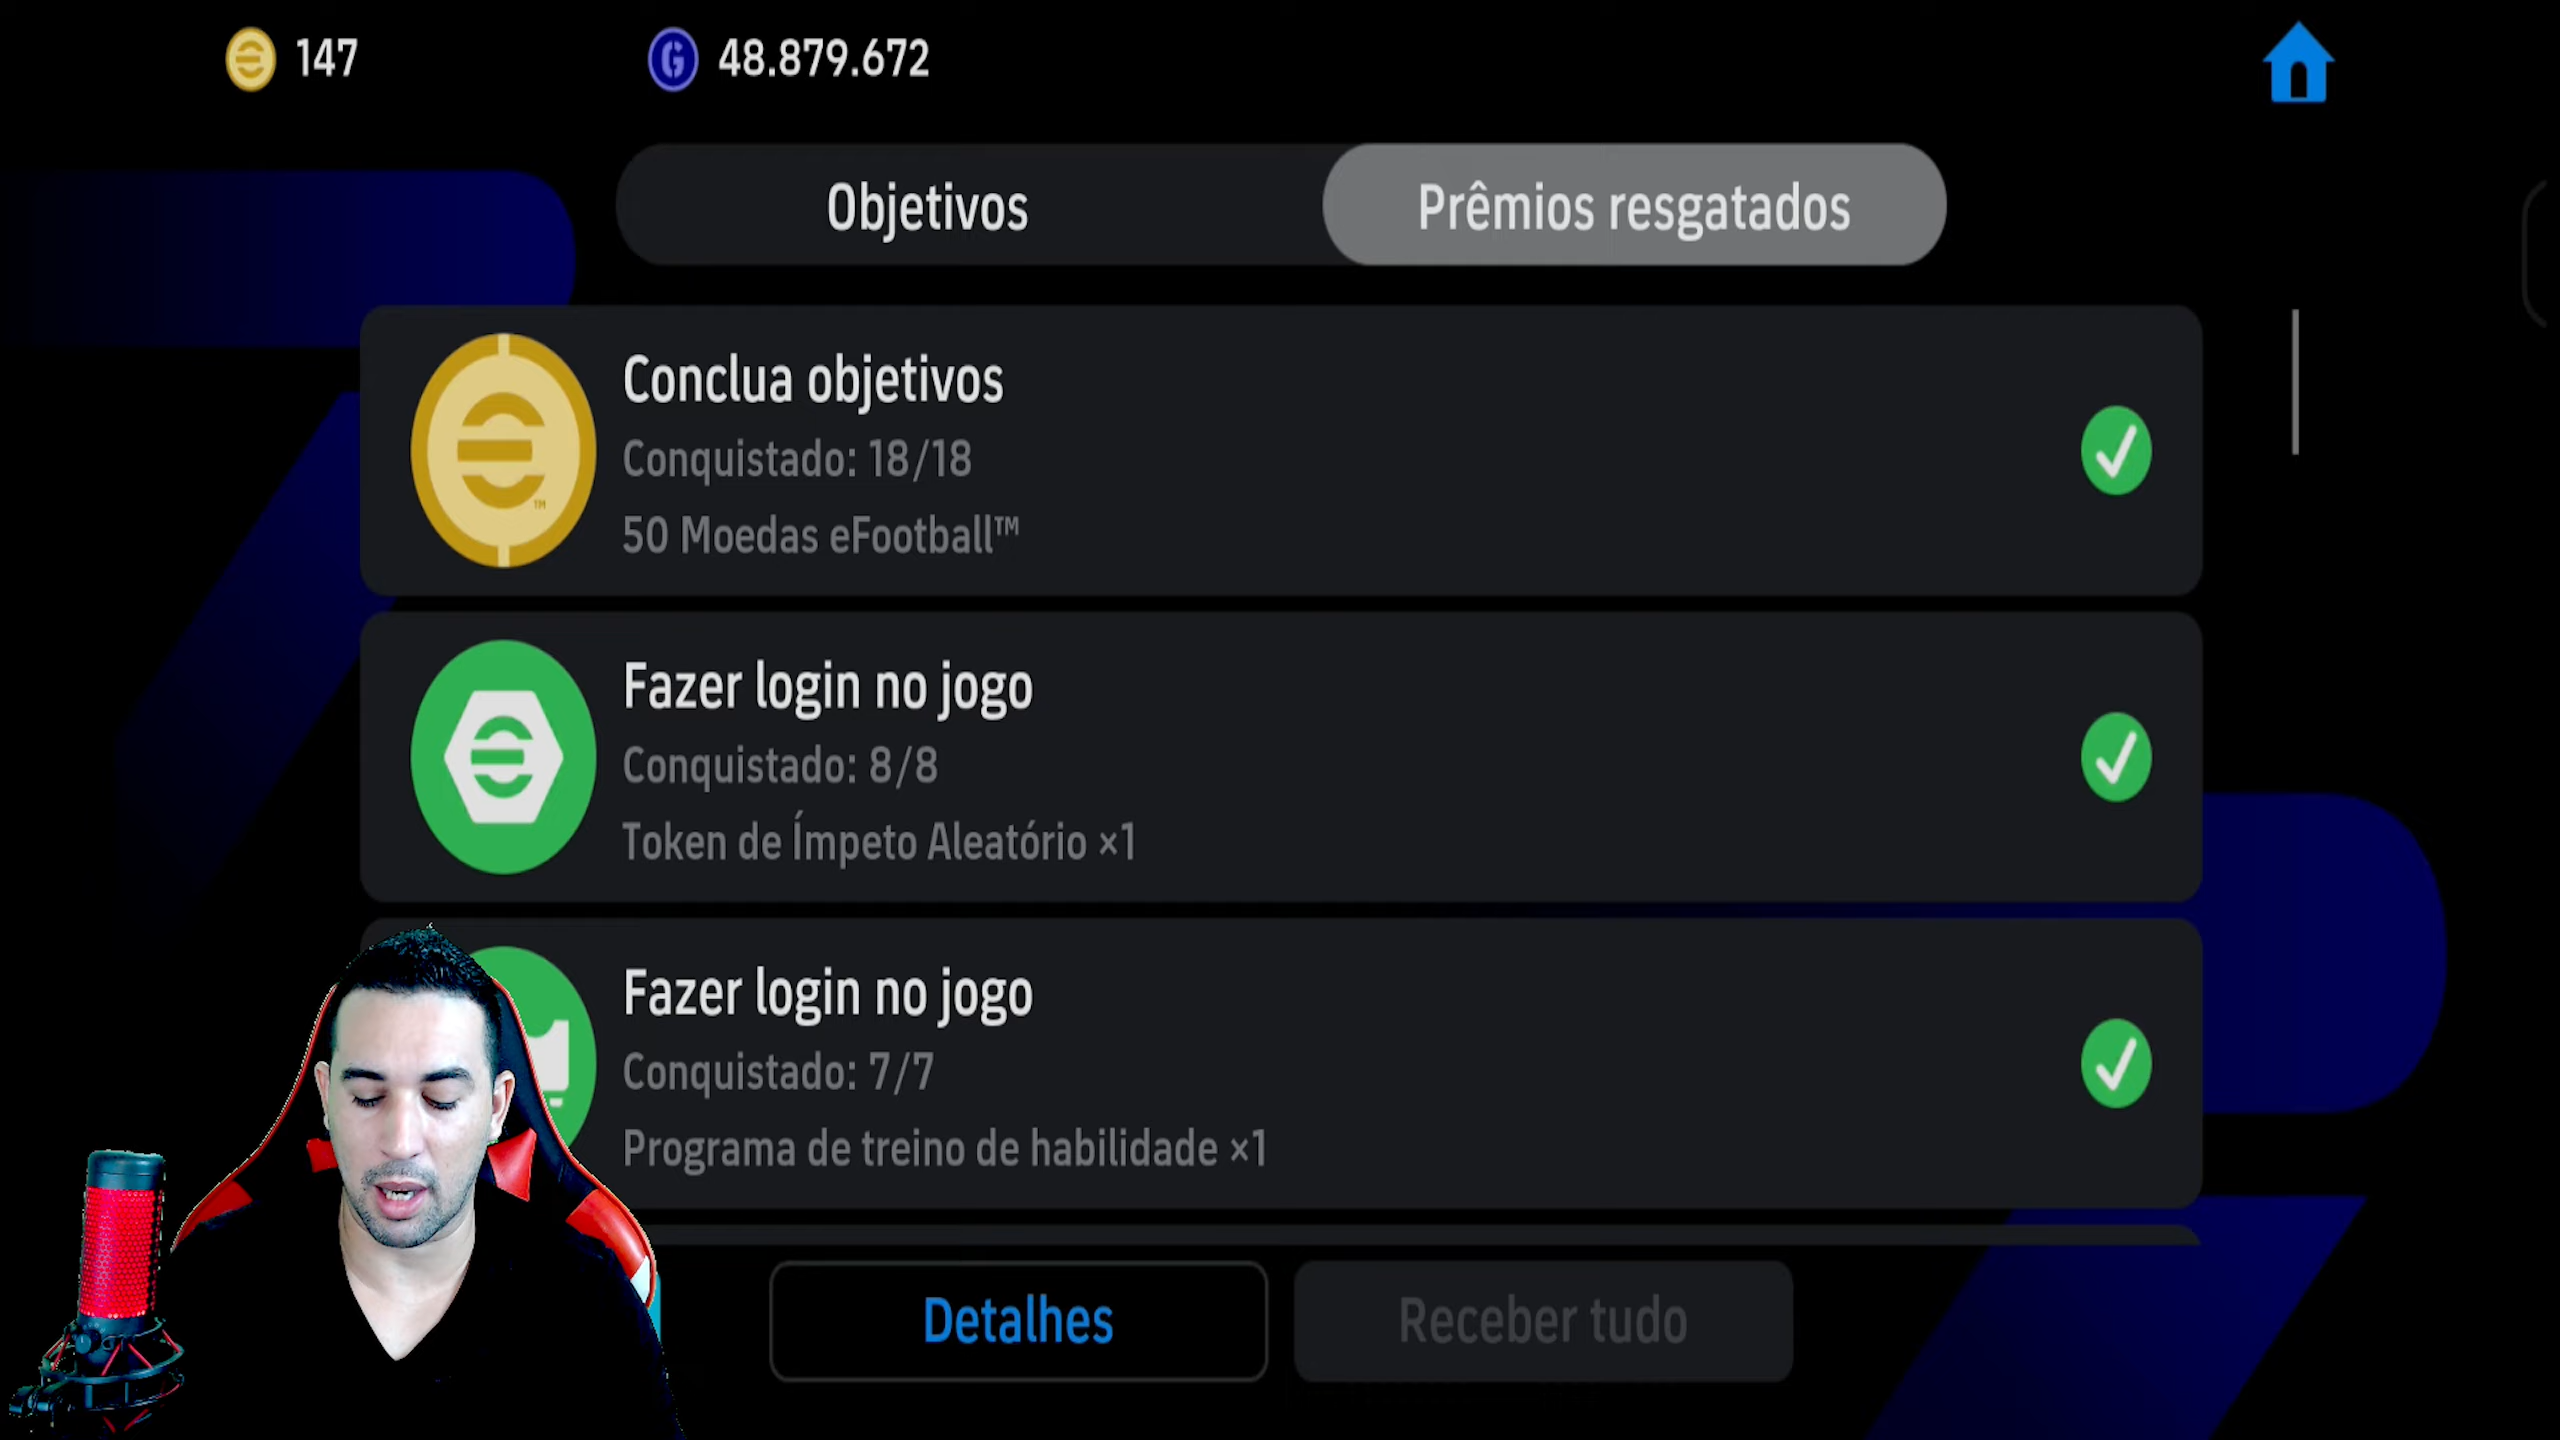 147
48.879.672
Objetivos
Prêmios resgatados
Conclua objetivos
Conquistado: 18/18
50 Moedas eFootball™
Fazer login no jogo
Conquistado: 8/8
Token de Ímpeto Aleatório ×1
Fazer login no jogo
Conquistado: 7/7
Programa de treino de habilidade ×1
Detalhes
Receber tudo